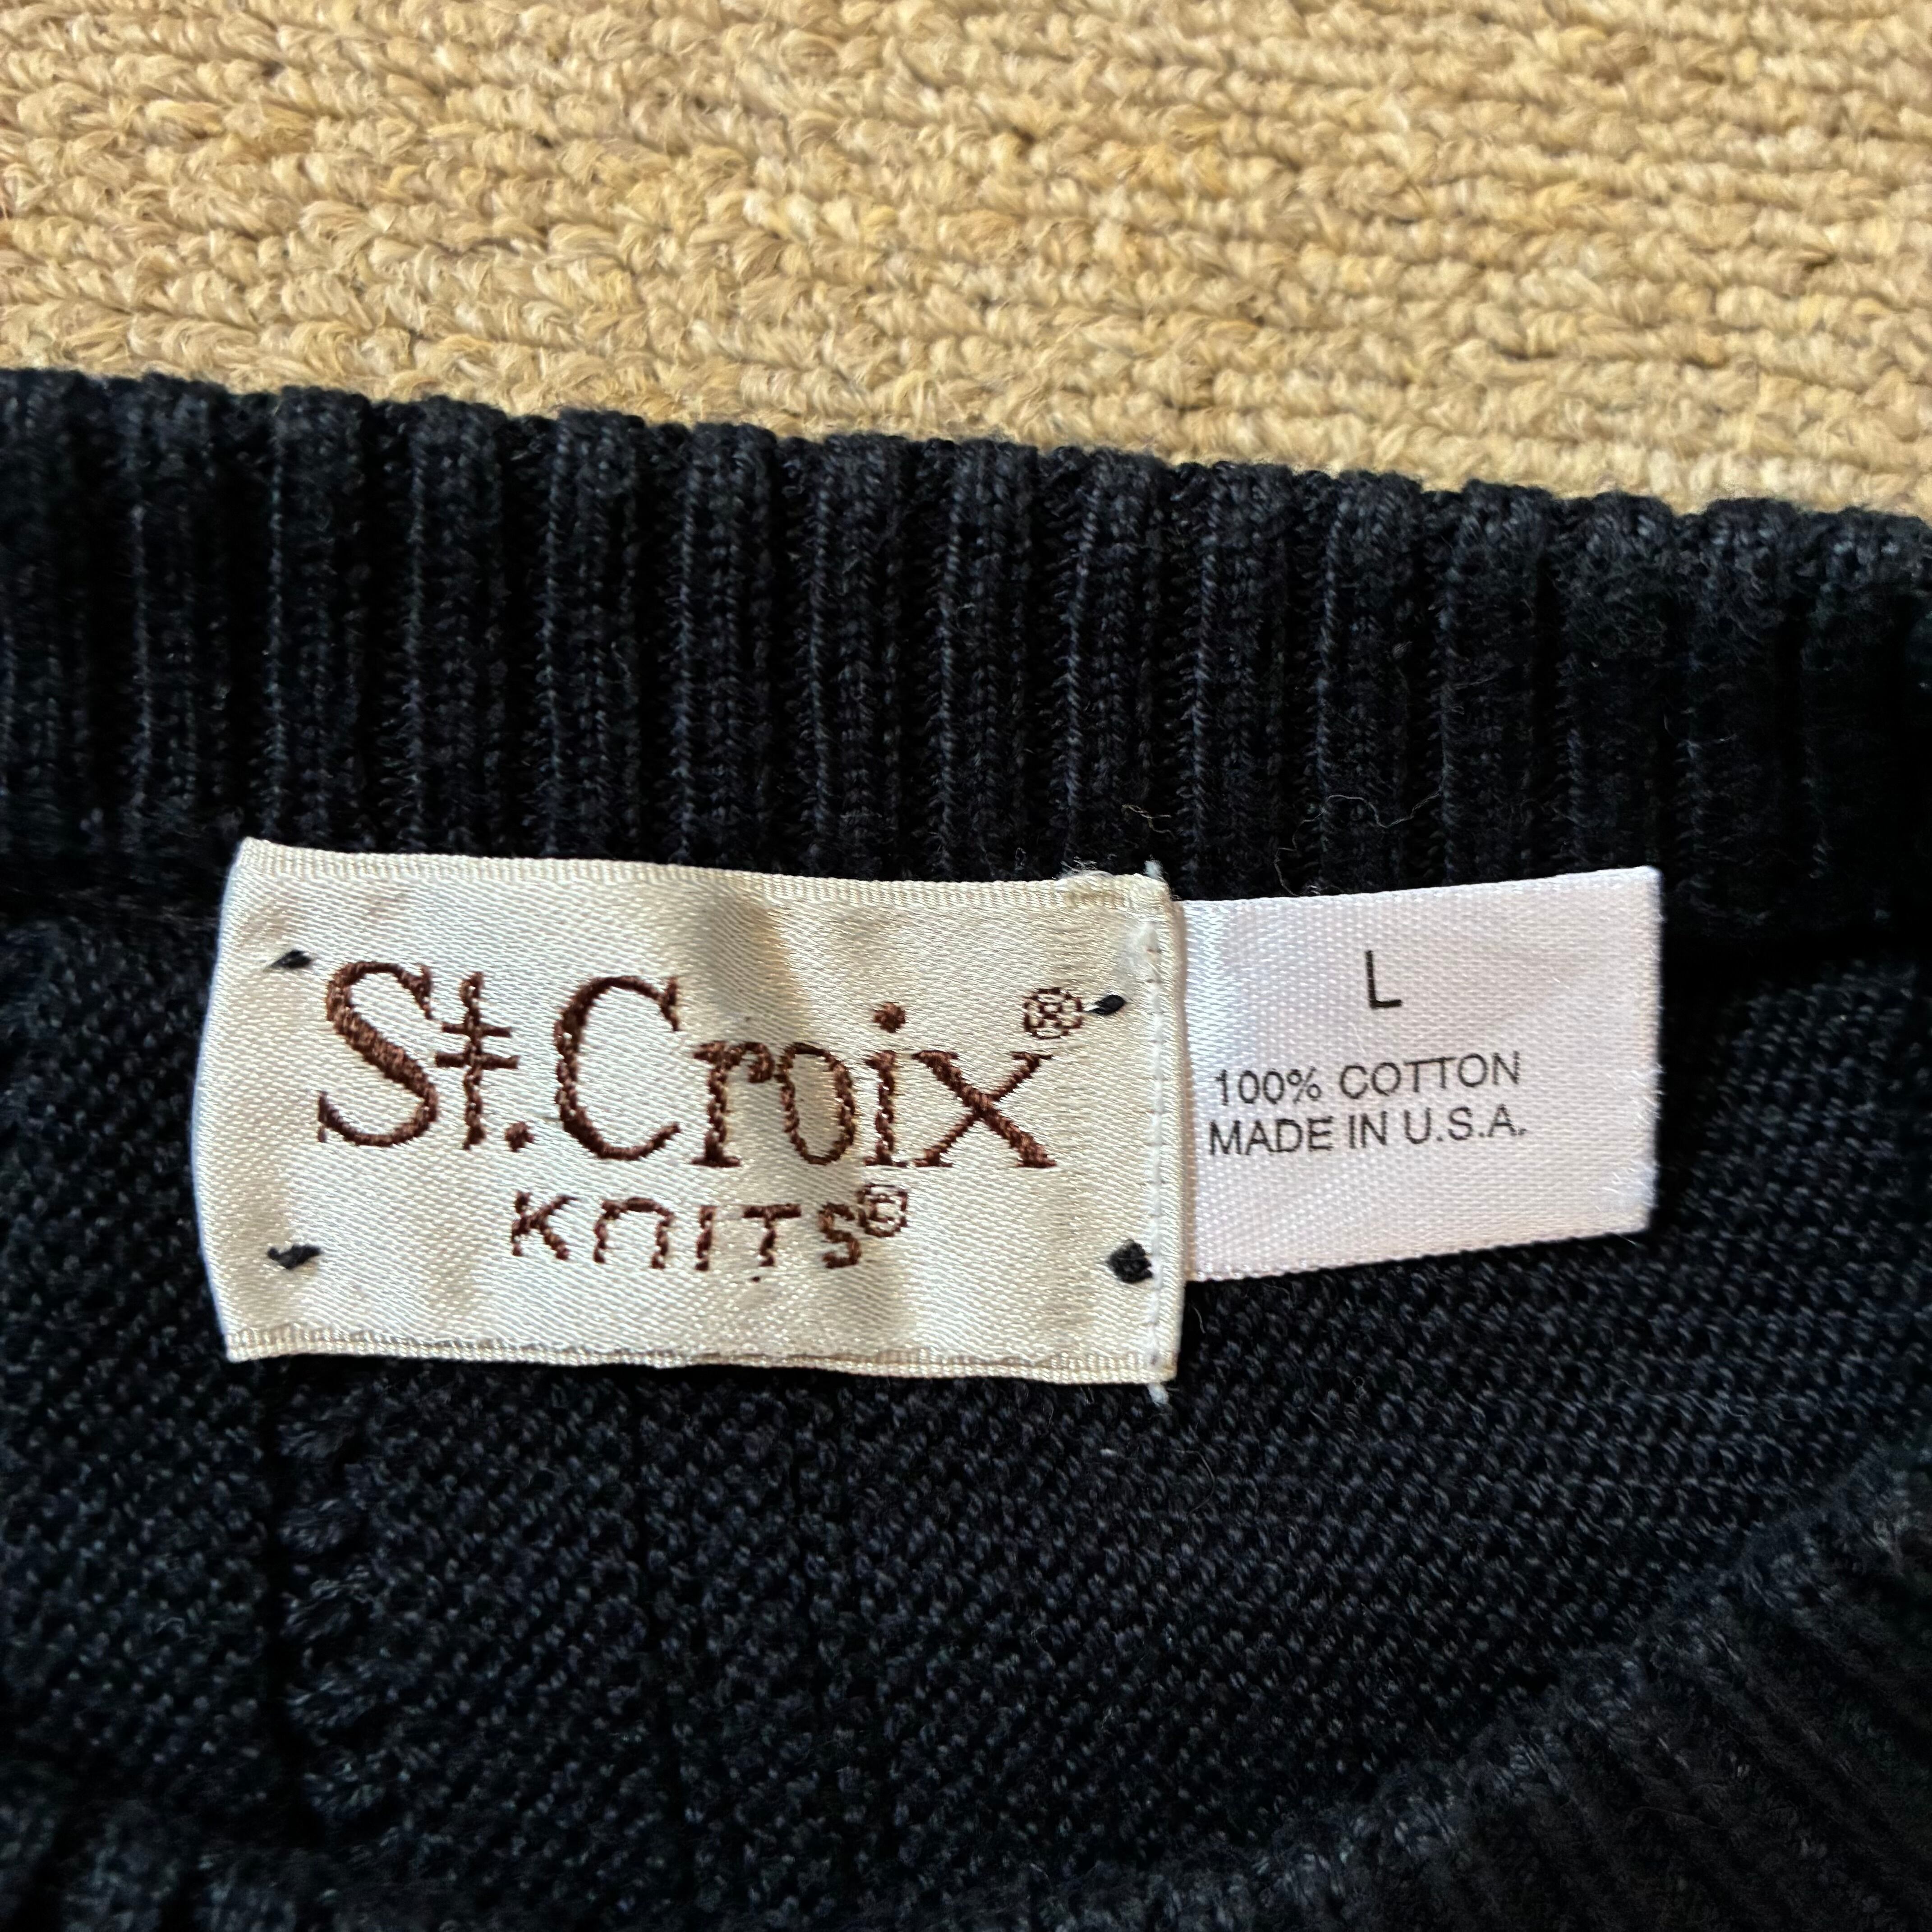 St.Croix®
KNITS®
L
100% COTTON
MADE IN U.S.A.